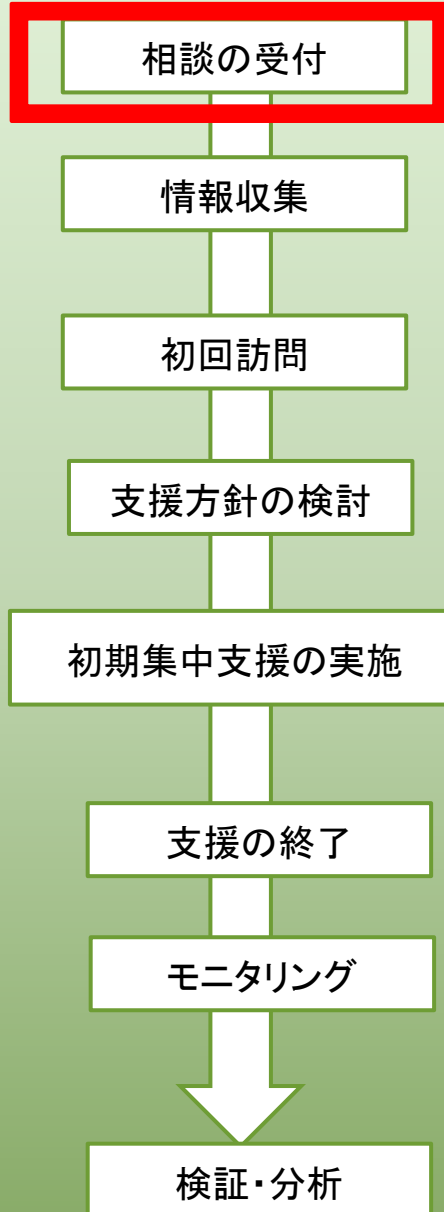 相談の受付
情報収集
初回訪問
支援方針の検討
初期集中支援の実施
支援の終了
モニタリング
検証・分析